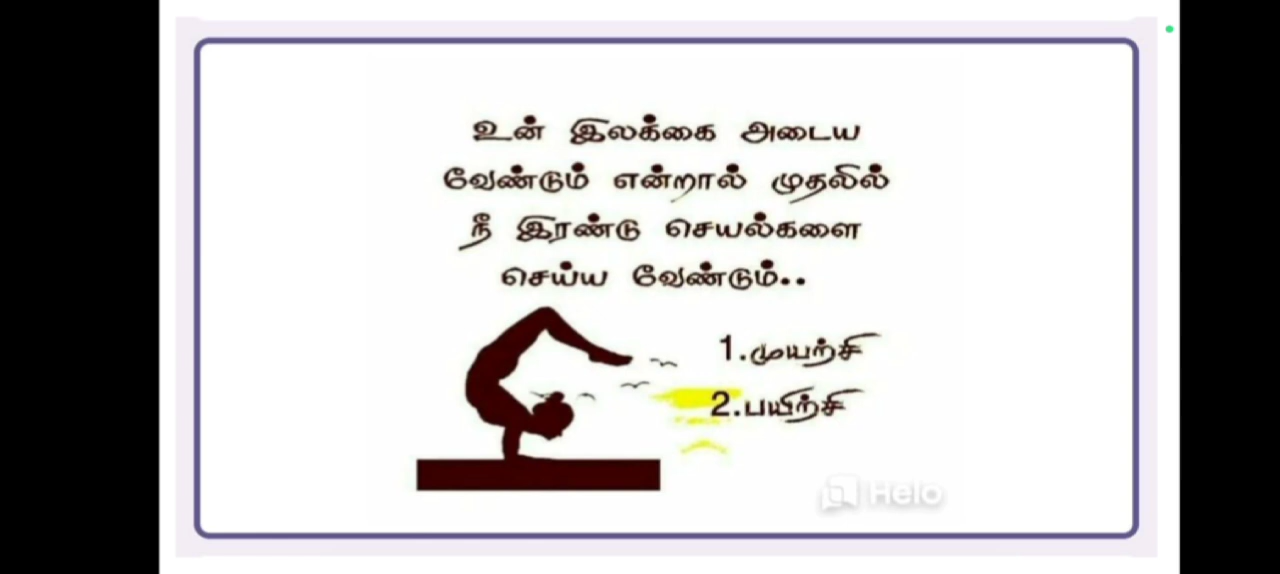 உன் இலக்கை அடைய
வேண்டும் என்றால் முதலில்
நீ இரண்டு செயல்களை
செய்ய வேண்டும்..
1.முயற்சி
2.பயிற்சி
Helo